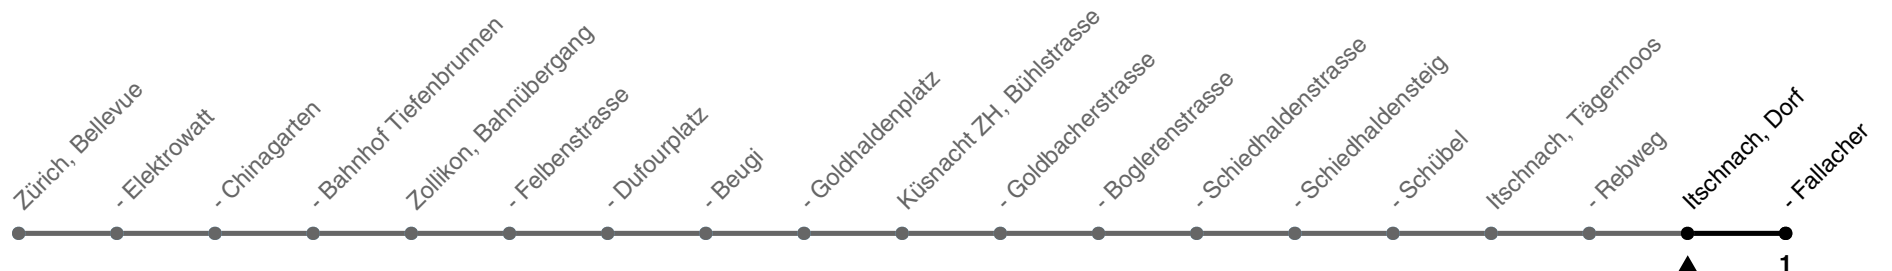 Zürich, Bellevue
- Elektrowatt
- Chinagarten
- Bahnhof Tiefenbrunnen
Zollikon, Bahnübergang
- Felbenstrasse
- Dufourplatz
- Beugi
- Goldhaldenplatz
Küsnacht ZH, Bühlstrasse
- Goldbacherstrasse
- Boglerenstrasse
- Schiedhaldenstrasse
- Schiedhaldensteig
- Schübel
Itschnach, Tägermoos
- Rebweg
Itschnach, Dorf
- Fallacher
1